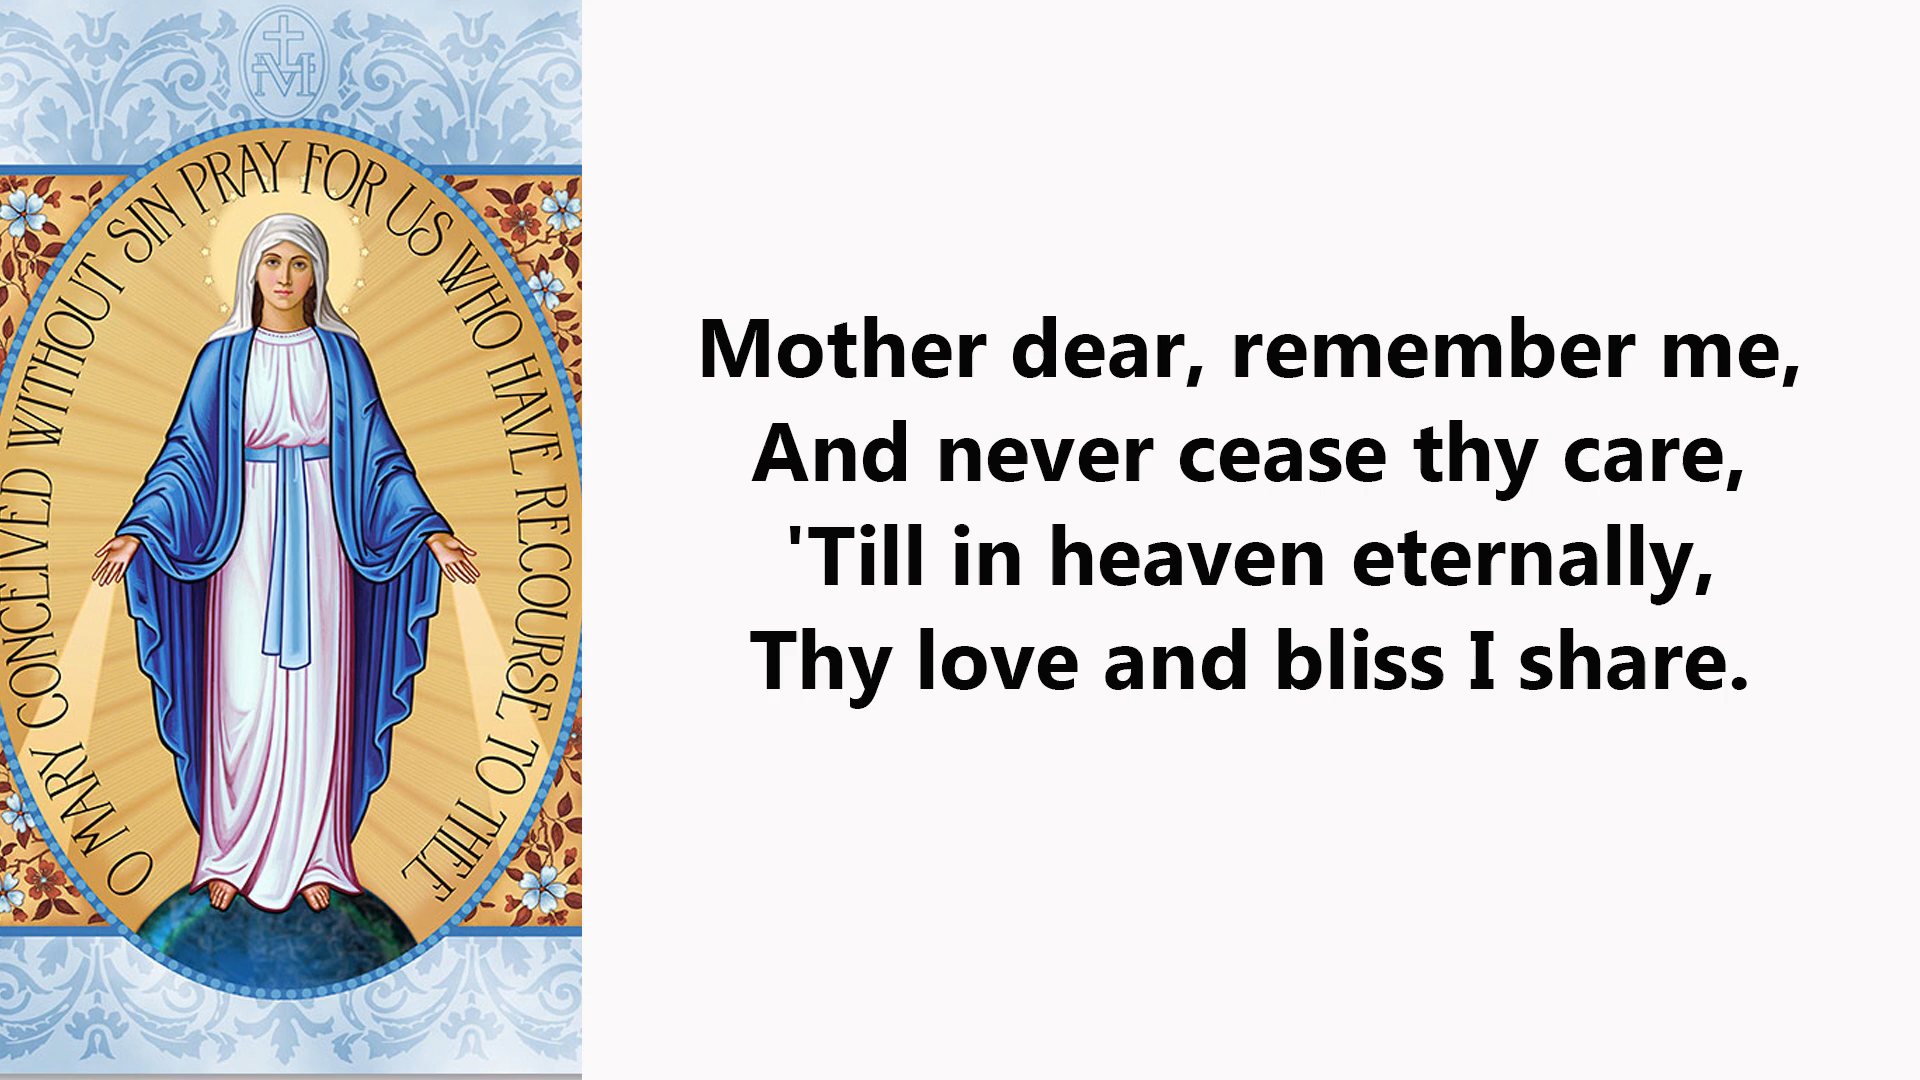 O MARY CONCEIVED WITHOUT SIN PRAY FOR US WHO HAVE RECOURSE TO THEE
M
Mother dear, remember me,
And never cease thy care,
'Till in heaven eternally,
Thy love and bliss I share.